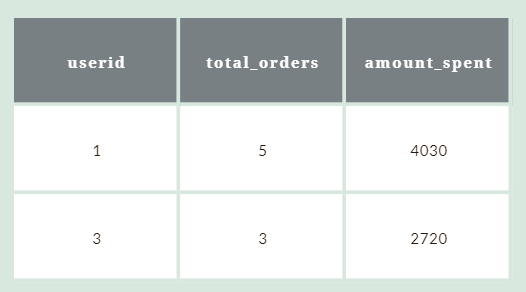 userid total_orders amount_spent
1 5 4030
3 3 2720